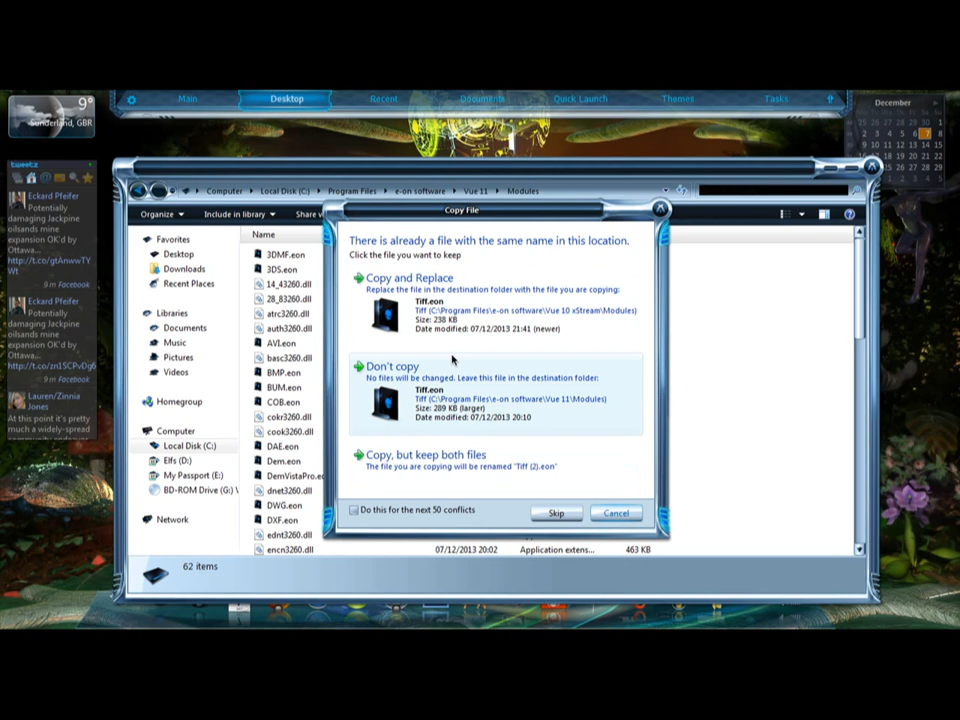 Main
Desktop
Recent
Documents
Quick Launch
Themes
Tasks
9°
Sunderland, GBR
December
tweetz
Eckard Pfeifer
Potentially
damaging Jackpine
oilsands mine
expansion OK'd by
Ottawa...
http://t.co/gtAnwwTY
Wt
9 m Facebook
Eckard Pfeifer
Potentially
damaging Jackpine
oilsands mine
expansion OK'd by
Ottawa...
9 m Facebook
Lauren/Zinnia
Jones
At this point it's pretty
much a widely-spread
Computer
Local Disk (C:)
Program Files
e-on software
Vue 11
Modules
Organize
Include in library
Share
Favorites
Desktop
Downloads
Recent Places
Libraries
Documents
Music
Pictures
Videos
Homegroup
Computer
Local Disk (C:)
Elfs (D:)
My Passport (E:)
BD-ROM Drive (G:) V
Network
Name
3DMF.eon
3DS.eon
14_43260.dll
28_83260.dll
atrc3260.dll
auth3260.dll
AVI.eon
basc3260.dll
BMP.eon
BUM.eon
COB.eon
cokr3260.dll
cook3260.dll
DAE.eon
Dem.eon
DemVistaPro.eo
dnet3260.dll
DWG.eon
DXF.eon
ednt3260.dll
encn3260.dll
07/12/2013 20:02
Application extens...
463 KB
62 items
Copy File
There is already a file with the same name in this location.
Click the file you want to keep
Copy and Replace
Replace the file in the destination folder with the file you are copying:
Tiff.eon
Tiff (C:\Program Files\e-on software\Vue 10 xStream\Modules)
Size: 238 KB
Date modified: 07/12/2013 21:41 (newer)
Don't copy
No files will be changed. Leave this file in the destination folder:
Tiff.eon
Tiff (C:\Program Files\e-on software\Vue 11\Modules)
Size: 289 KB (larger)
Date modified: 07/12/2013 20:10
Copy, but keep both files
The file you are copying will be renamed "Tiff (2).eon"
Do this for the next 50 conflicts
Skip
Cancel